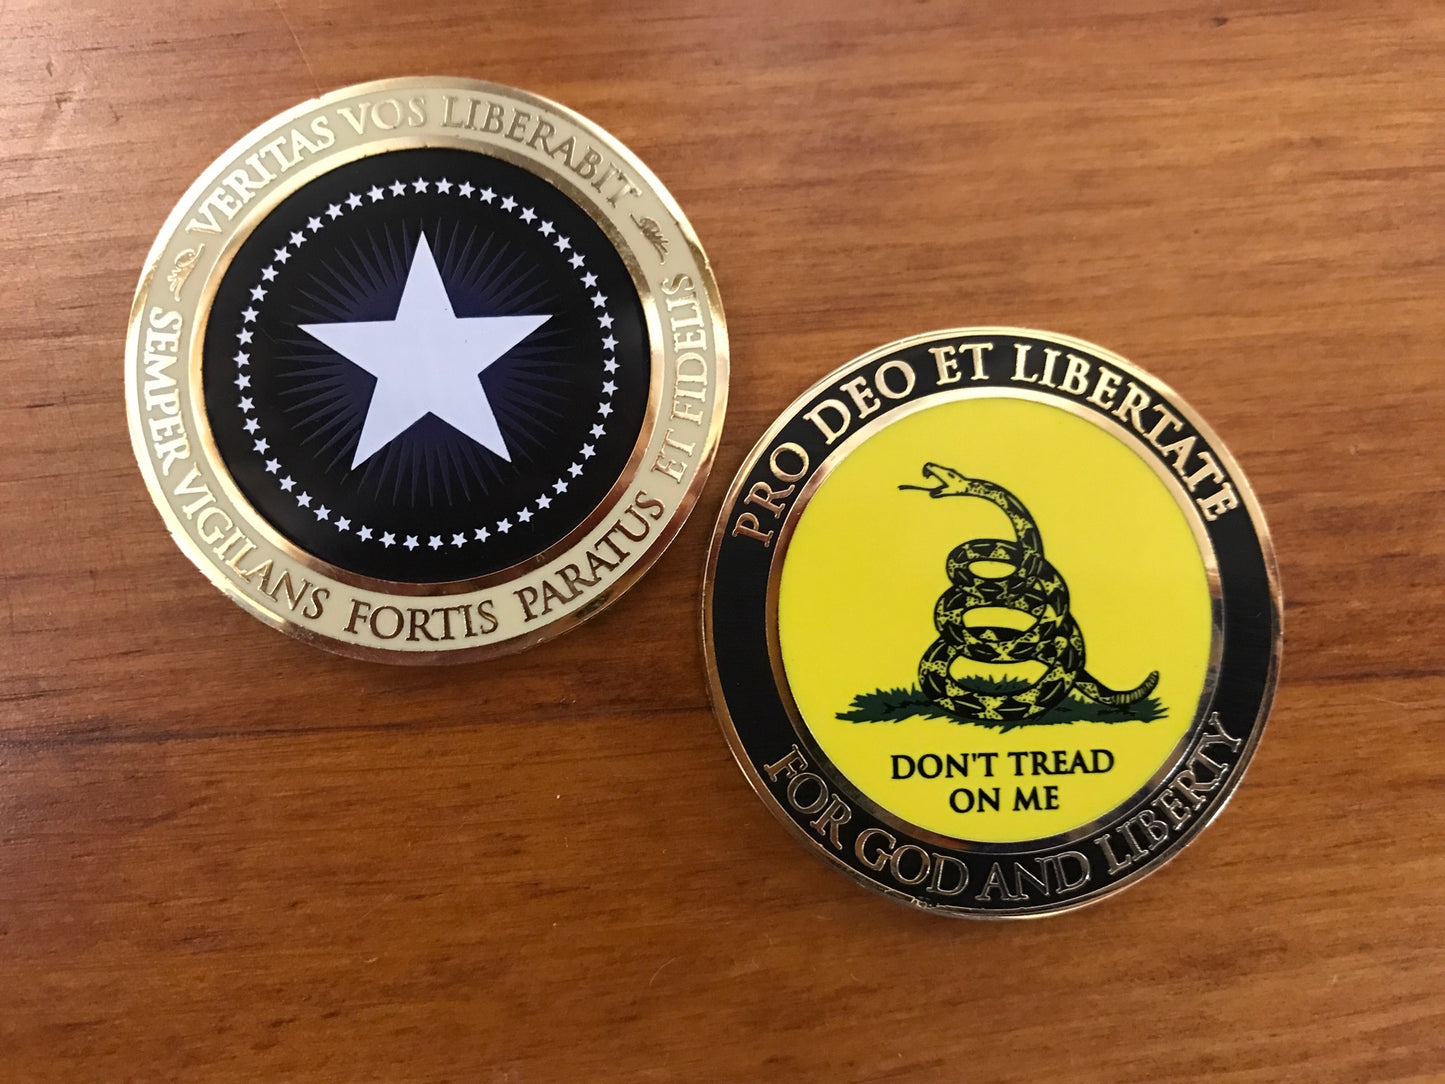 VERITAS VOS LIBERABIT
SEMPER VIGILANS FORTIS PARATUS ET FIDELIS
PRO DEO ET LIBERTATE
DON'T TREAD
ON ME
FOR GOD AND LIBERTY